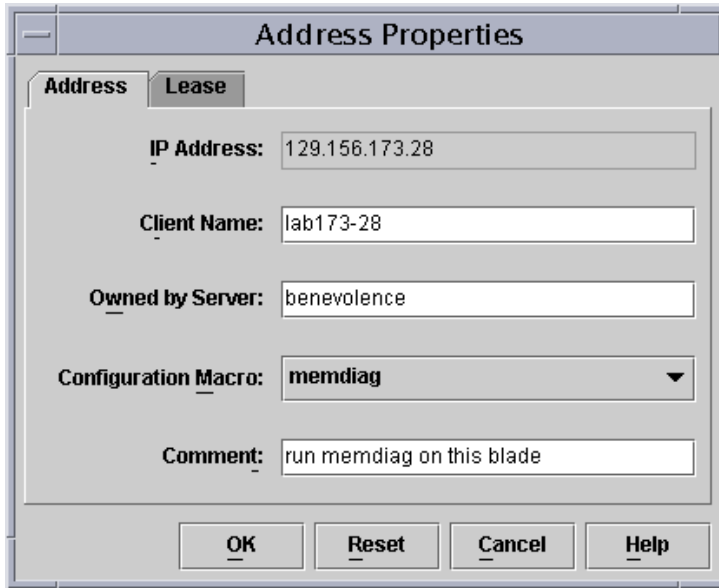 Address Properties
Address Lease
IP Address: 129.156.173.28
Client Name: lab173-28
Owned by Server: benevolence
Configuration Macro: memdiag
Comment: run memdiag on this blade
OK Reset Cancel Help